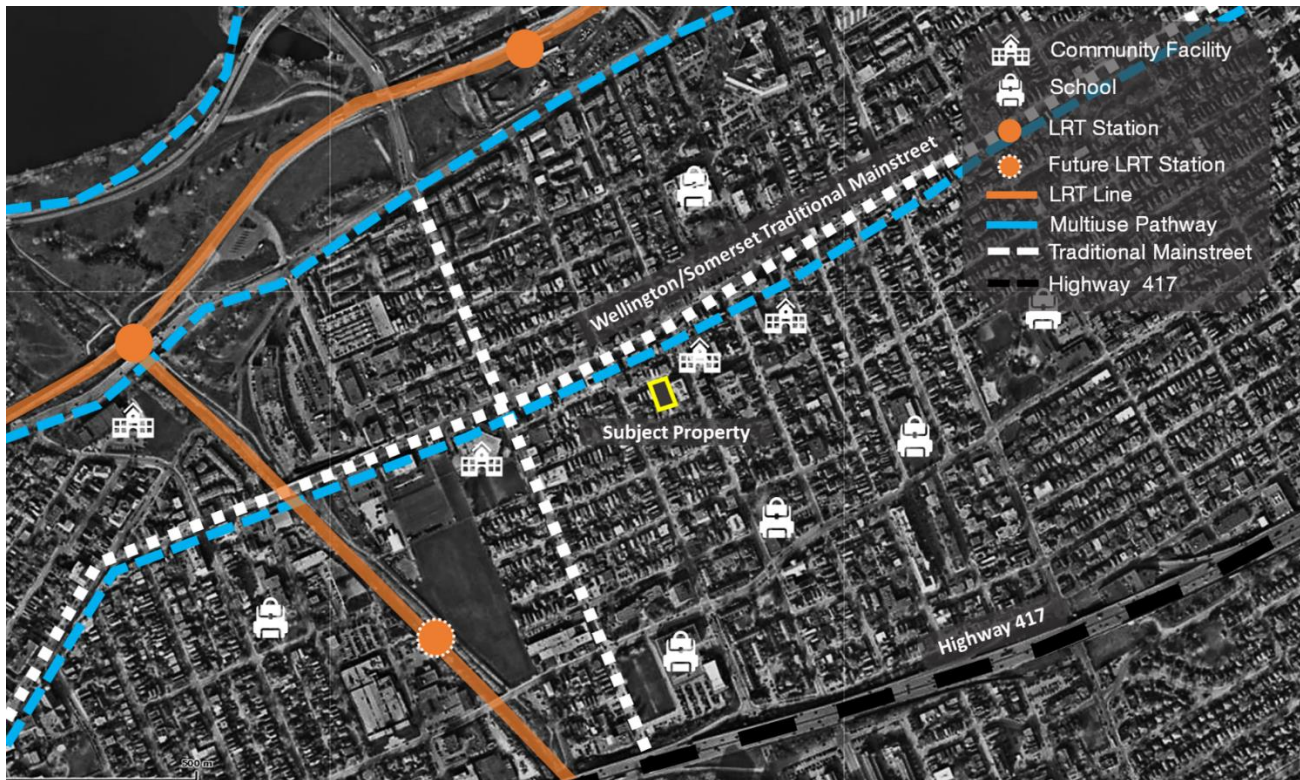 Community Facility
School
LRT Station
Future LRT Station
LRT Line
Multiuse Pathway
Traditional Mainstreet
Highway 417
Wellington/Somerset Traditional Mainstreet
Subject Property
Highway 417
500 m